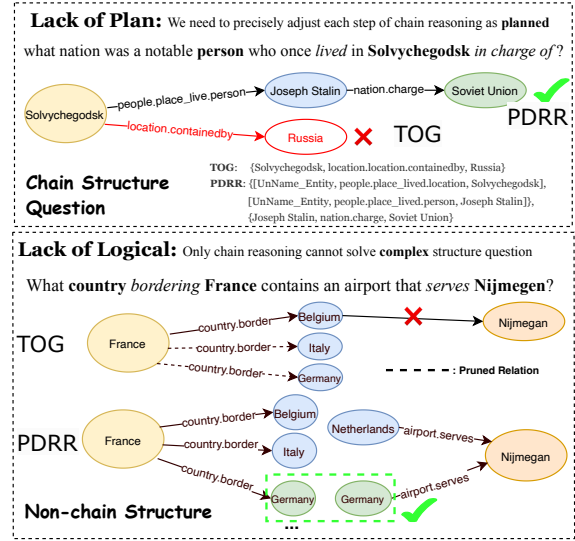 Lack of Plan: We need to precisely adjust each step of chain reasoning as planned
what nation was a notable person who once lived in Solvychegodsk in charge of ?
Solvychegodsk
people.place_live.person
Joseph Stalin
nation.charge
Soviet Union
PDRR
location.containedby
Russia
TOG
TOG: {Solvychegodsk, location.location.containedby, Russia}
PDRR: {[UnName_Entity, people.place_lived.location, Solvychegodsk],
[UnName_Entity, people.place_lived.person, Joseph Stalin]},
{Joseph Stalin, nation.charge, Soviet Union}
Chain Structure
Question
Lack of Logical: Only chain reasoning cannot solve complex structure question
What country bordering France contains an airport that serves Nijmegen?
TOG
France
country.border
Belgium
country.border
Italy
country.border
Germany
Nijmegan
: Pruned Relation
PDRR
France
country.border
Belgium
country.border
Italy
country.border
Germany
Netherlands
airport.serves
Germany
airport.serves
Nijmegan
...
Non-chain Structure